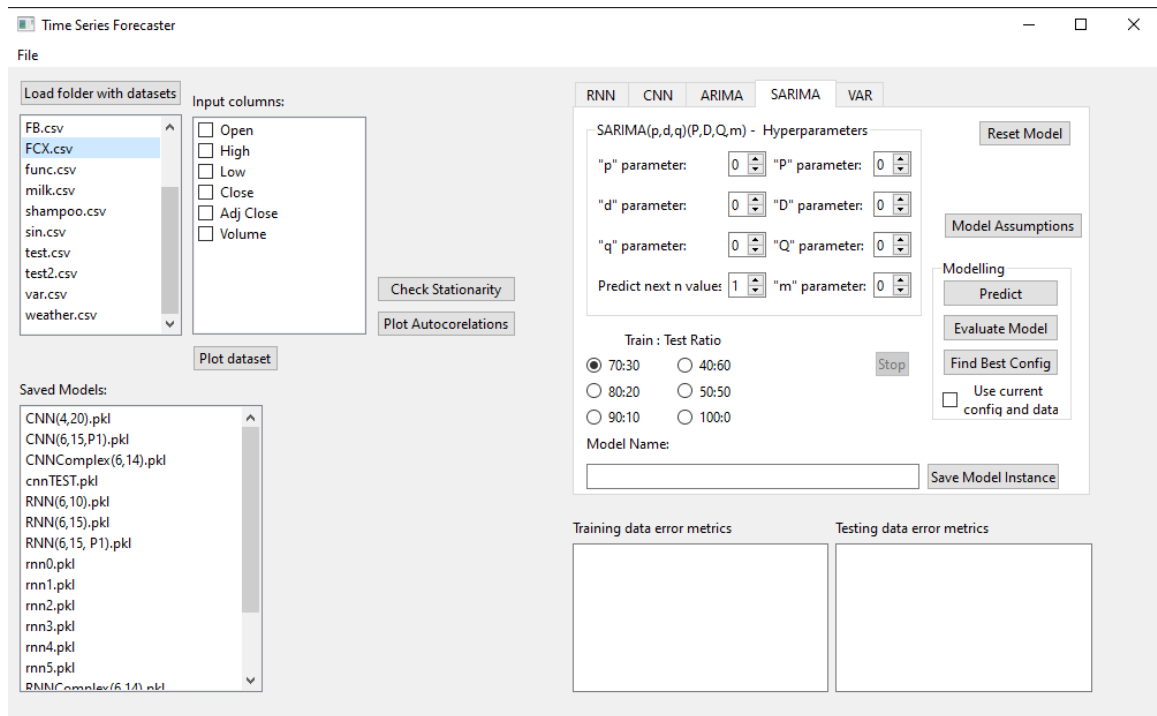 Time Series Forecaster
File
Load folder with datasets
Input columns:
FB.csv
FCX.csv
func.csv
milk.csv
shampoo.csv
sin.csv
test.csv
test2.csv
var.csv
weather.csv
Open
High
Low
Close
Adj Close
Volume
Check Stationarity
Plot Autocorelations
Plot dataset
Saved Models:
CNN(4,20).pkl
CNN(6,15,P1).pkl
CNNComplex(6,14).pkl
cnnTEST.pkl
RNN(6,10).pkl
RNN(6,15).pkl
RNN(6,15, P1).pkl
rnn0.pkl
rnn1.pkl
rnn2.pkl
rnn3.pkl
rnn4.pkl
rnn5.pkl
RNNComplex(6,14).pkl
RNN CNN ARIMA SARIMA VAR
SARIMA(p,d,q)(P,D,Q,m) - Hyperparameters
"p" parameter: 0 "P" parameter: 0
"d" parameter: 0 "D" parameter: 0
"q" parameter: 0 "Q" parameter: 0
Predict next n values 1 "m" parameter: 0
Reset Model
Model Assumptions
Modelling
Predict
Evaluate Model
Find Best Config
Use current
config and data
Train : Test Ratio
70:30 40:60
80:20 50:50
90:10 100:0
Stop
Model Name:
Save Model Instance
Training data error metrics
Testing data error metrics